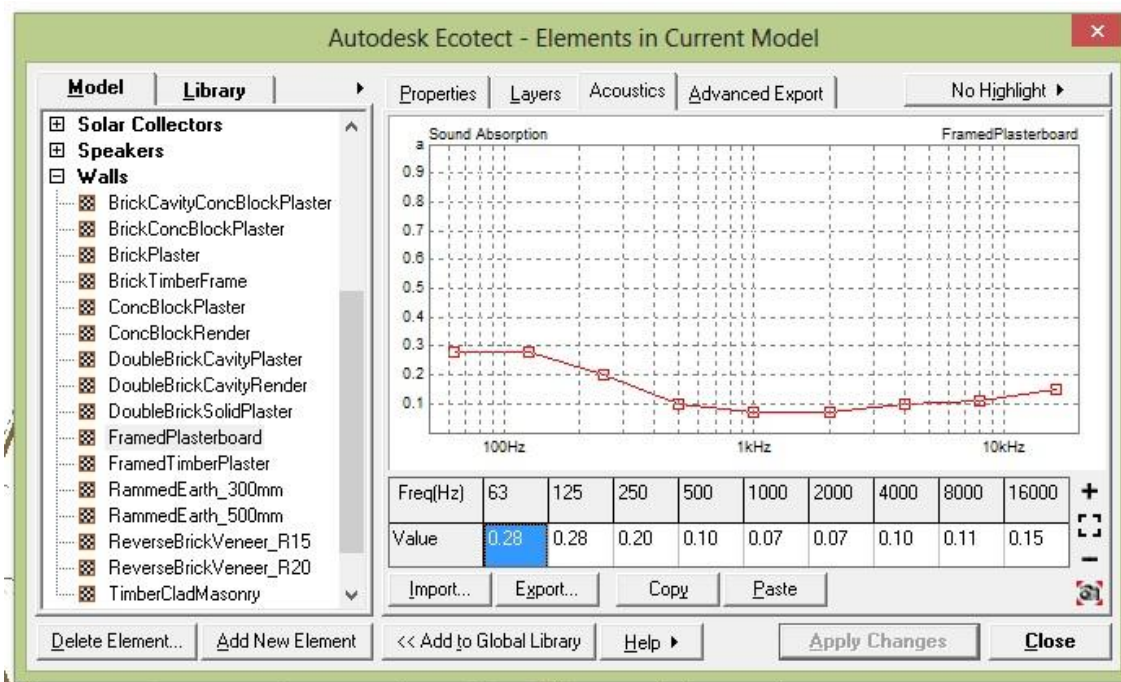 Autodesk Ecotect - Elements in Current Model
Model
Library
Properties
Layers
Acoustics
Advanced Export
No Highlight
Solar Collectors
Speakers
Walls
BrickCavityConcBlockPlaster
BrickConcBlockPlaster
BrickPlaster
BrickTimberFrame
ConcBlockPlaster
ConcBlockRender
DoubleBrickCavityPlaster
DoubleBrickCavityRender
DoubleBrickSolidPlaster
FramedPlasterboard
FramedTimberPlaster
RammedEarth_300mm
RammedEarth_500mm
ReverseBrickVeneer_R15
ReverseBrickVeneer_R20
TimberCladMasonry
Sound Absorption
FramedPlasterboard
a
0.9
0.8
0.7
0.6
0.5
0.4
0.3
0.2
0.1
100Hz 1kHz 10kHz
Freq(Hz) 63 125 250 500 1000 2000 4000 8000 16000
Value 0.28 0.28 0.20 0.10 0.07 0.07 0.10 0.11 0.15
Import... Export... Copy Paste
Delete Element... Add New Element << Add to Global Library Help Apply Changes Close